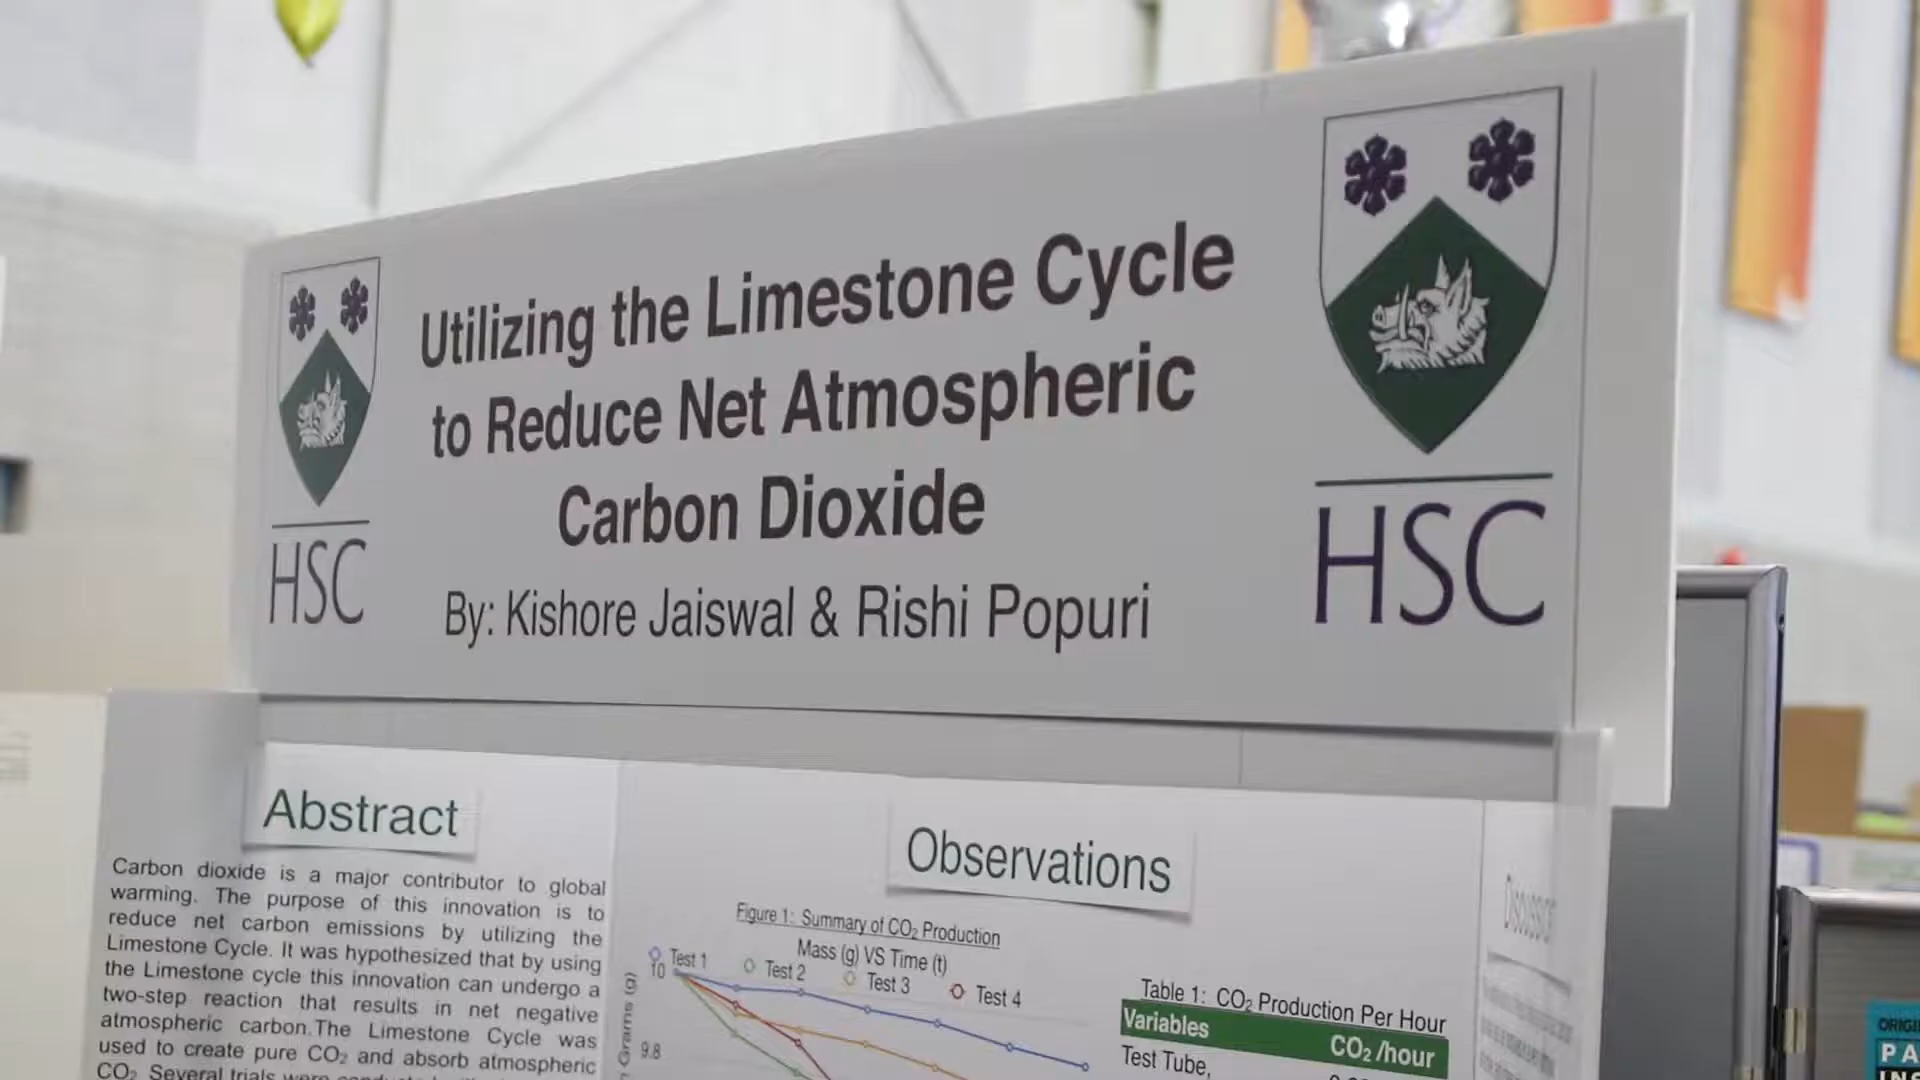 Utilizing the Limestone Cycle
to Reduce Net Atmospheric
Carbon Dioxide
By: Kishore Jaiswal & Rishi Popuri
HSC
HSC
Abstract
Carbon dioxide is a major contributor to global
warming. The purpose of this innovation is to
reduce net carbon emissions by utilizing the
Limestone Cycle. It was hypothesized that by using
the Limestone cycle this innovation can undergo a
two-step reaction that results in net negative
atmospheric carbon.The Limestone Cycle was
used to create pure CO₂ and absorb atmospheric
CO₂. Several trials were
Observations
Figure 1: Summary of CO₂ Production
Mass (g) VS Time (t)
Test 1
Test 2
Test 3
Test 4
10
9.8
Grams (g)
Table 1: CO₂ Production Per Hour
Variables CO₂ /hour
Test Tube,